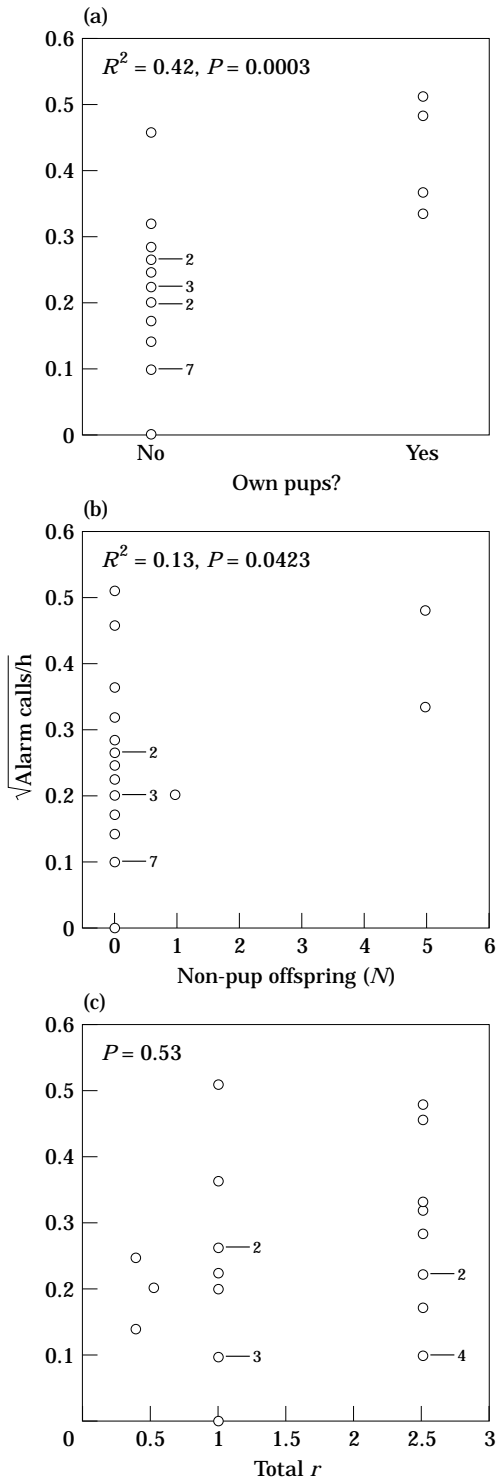 (a)
R² = 0.42, P = 0.0003
0.6
0.5
0.4
0.3
0.2
0.1
0
2
3
2
7
No Yes
Own pups?
(b)
R² = 0.13, P = 0.0423
0.6
0.5
0.4
0.3
0.2
0.1
0
√Alarm calls/h
2
3
7
0 1 2 3 4 5 6
Non-pup offspring (N)
(c)
P = 0.53
0.6
0.5
0.4
0.3
0.2
0.1
2
2
3
4
0 0.5 1 1.5 2 2.5 3
Total r